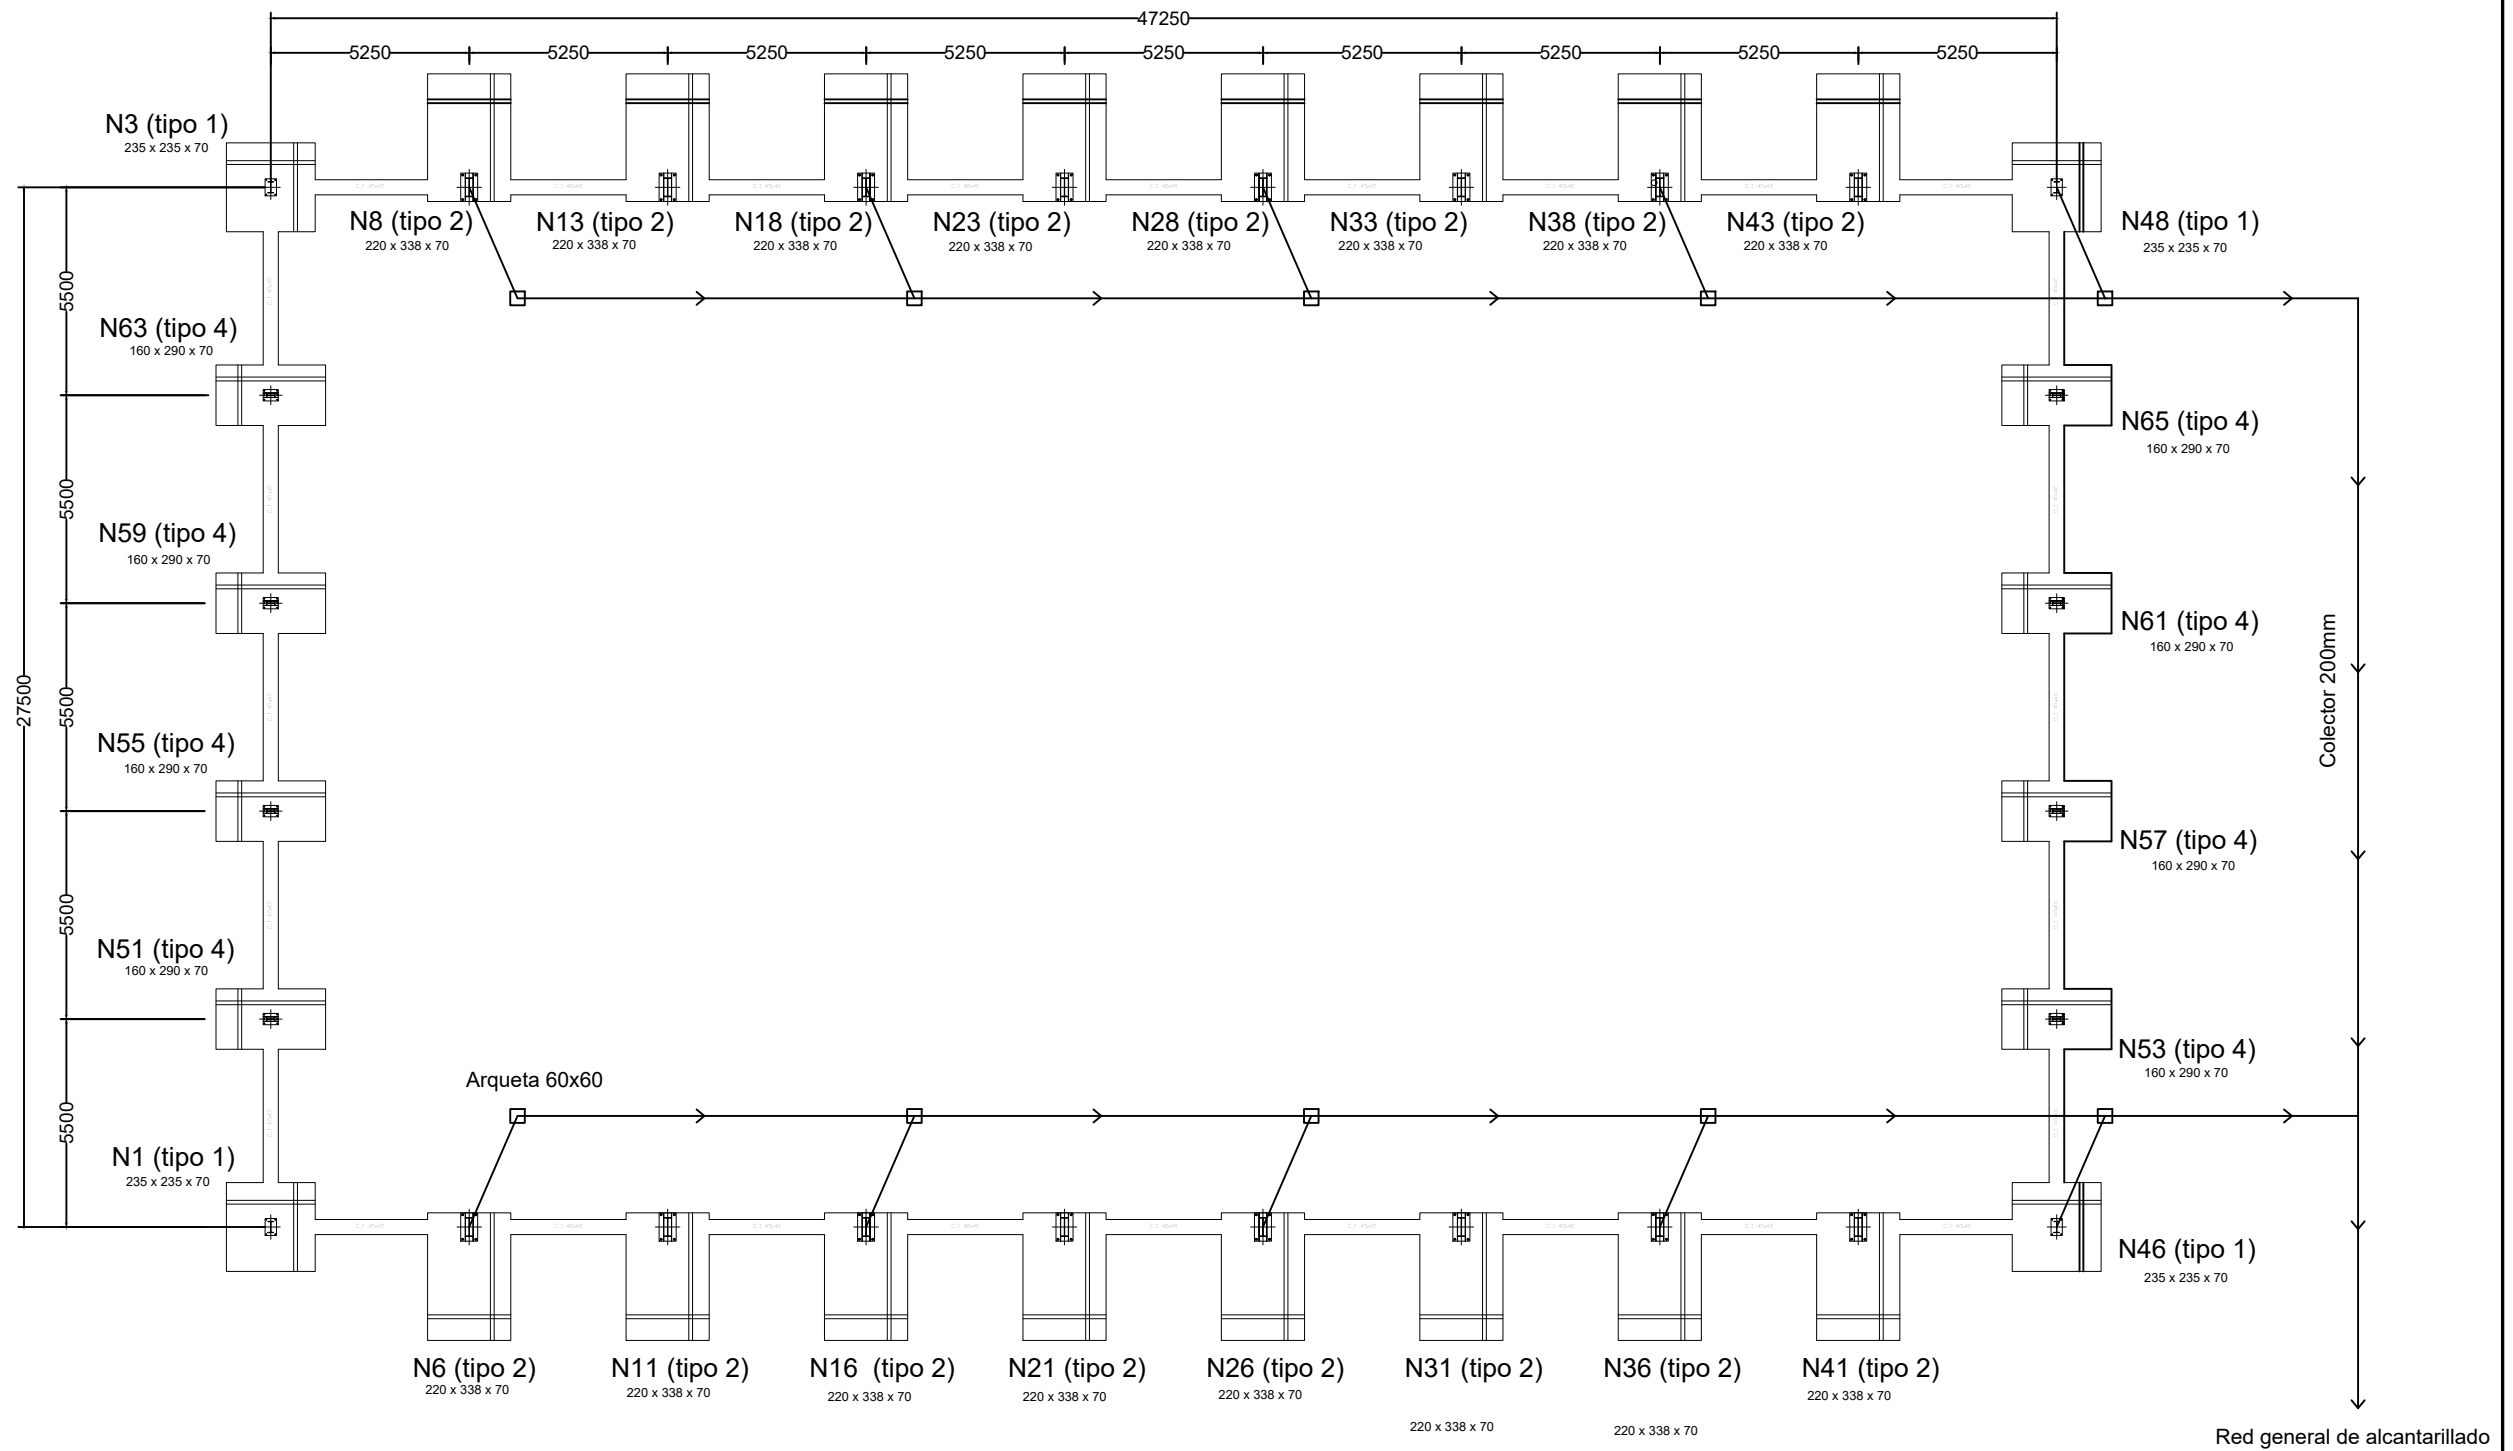 47250
5250 5250 5250 5250 5250 5250 5250 5250 5250
N3 (tipo 1)
235 x 235 x 70
N8 (tipo 2)
220 x 338 x 70
N13 (tipo 2)
220 x 338 x 70
N18 (tipo 2)
220 x 338 x 70
N23 (tipo 2)
220 x 338 x 70
N28 (tipo 2)
220 x 338 x 70
N33 (tipo 2)
220 x 338 x 70
N38 (tipo 2)
220 x 338 x 70
N43 (tipo 2)
220 x 338 x 70
N48 (tipo 1)
235 x 235 x 70
27500
5500
5500
5500
5500
5500
N63 (tipo 4)
160 x 290 x 70
N65 (tipo 4)
160 x 290 x 70
N59 (tipo 4)
160 x 290 x 70
N61 (tipo 4)
160 x 290 x 70
Colector 200mm
N55 (tipo 4)
160 x 290 x 70
N57 (tipo 4)
160 x 290 x 70
N51 (tipo 4)
160 x 290 x 70
N53 (tipo 4)
160 x 290 x 70
Arqueta 60x60
N1 (tipo 1)
235 x 235 x 70
N46 (tipo 1)
235 x 235 x 70
N6 (tipo 2)
220 x 338 x 70
N11 (tipo 2)
220 x 338 x 70
N16 (tipo 2)
220 x 338 x 70
N21 (tipo 2)
220 x 338 x 70
N26 (tipo 2)
220 x 338 x 70
N31 (tipo 2)
220 x 338 x 70
N36 (tipo 2)
220 x 338 x 70
N41 (tipo 2)
220 x 338 x 70
Red general de alcantarillado